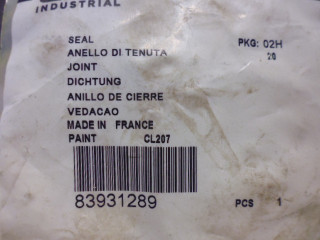 INDUSTRIAL
SEAL PKG: 02H
ANELLO DI TENUTA 20
JOINT
DICHTUNG
ANILLO DE CIERRE
VEDACAO
MADE IN FRANCE
PAINT CL207
83931289 PCS 1